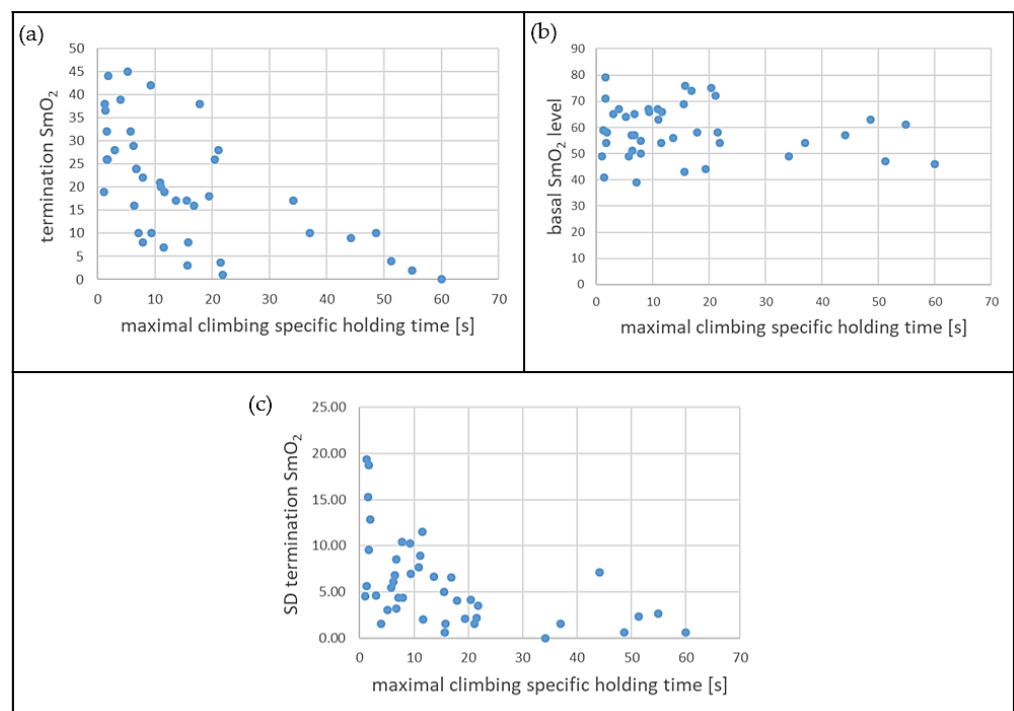 (a)
termination SmO₂
50
45
40
35
30
25
20
15
10
5
0
0 10 20 30 40 50 60 70
maximal climbing specific holding time [s]
(b)
basal SmO₂ level
90
80
70
60
50
40
30
20
10
0
0 10 20 30 40 50 60 70
maximal climbing specific holding time [s]
(c)
SD termination SmO₂
25.00
20.00
15.00
10.00
5.00
0.00
0 10 20 30 40 50 60 70
maximal climbing specific holding time [s]